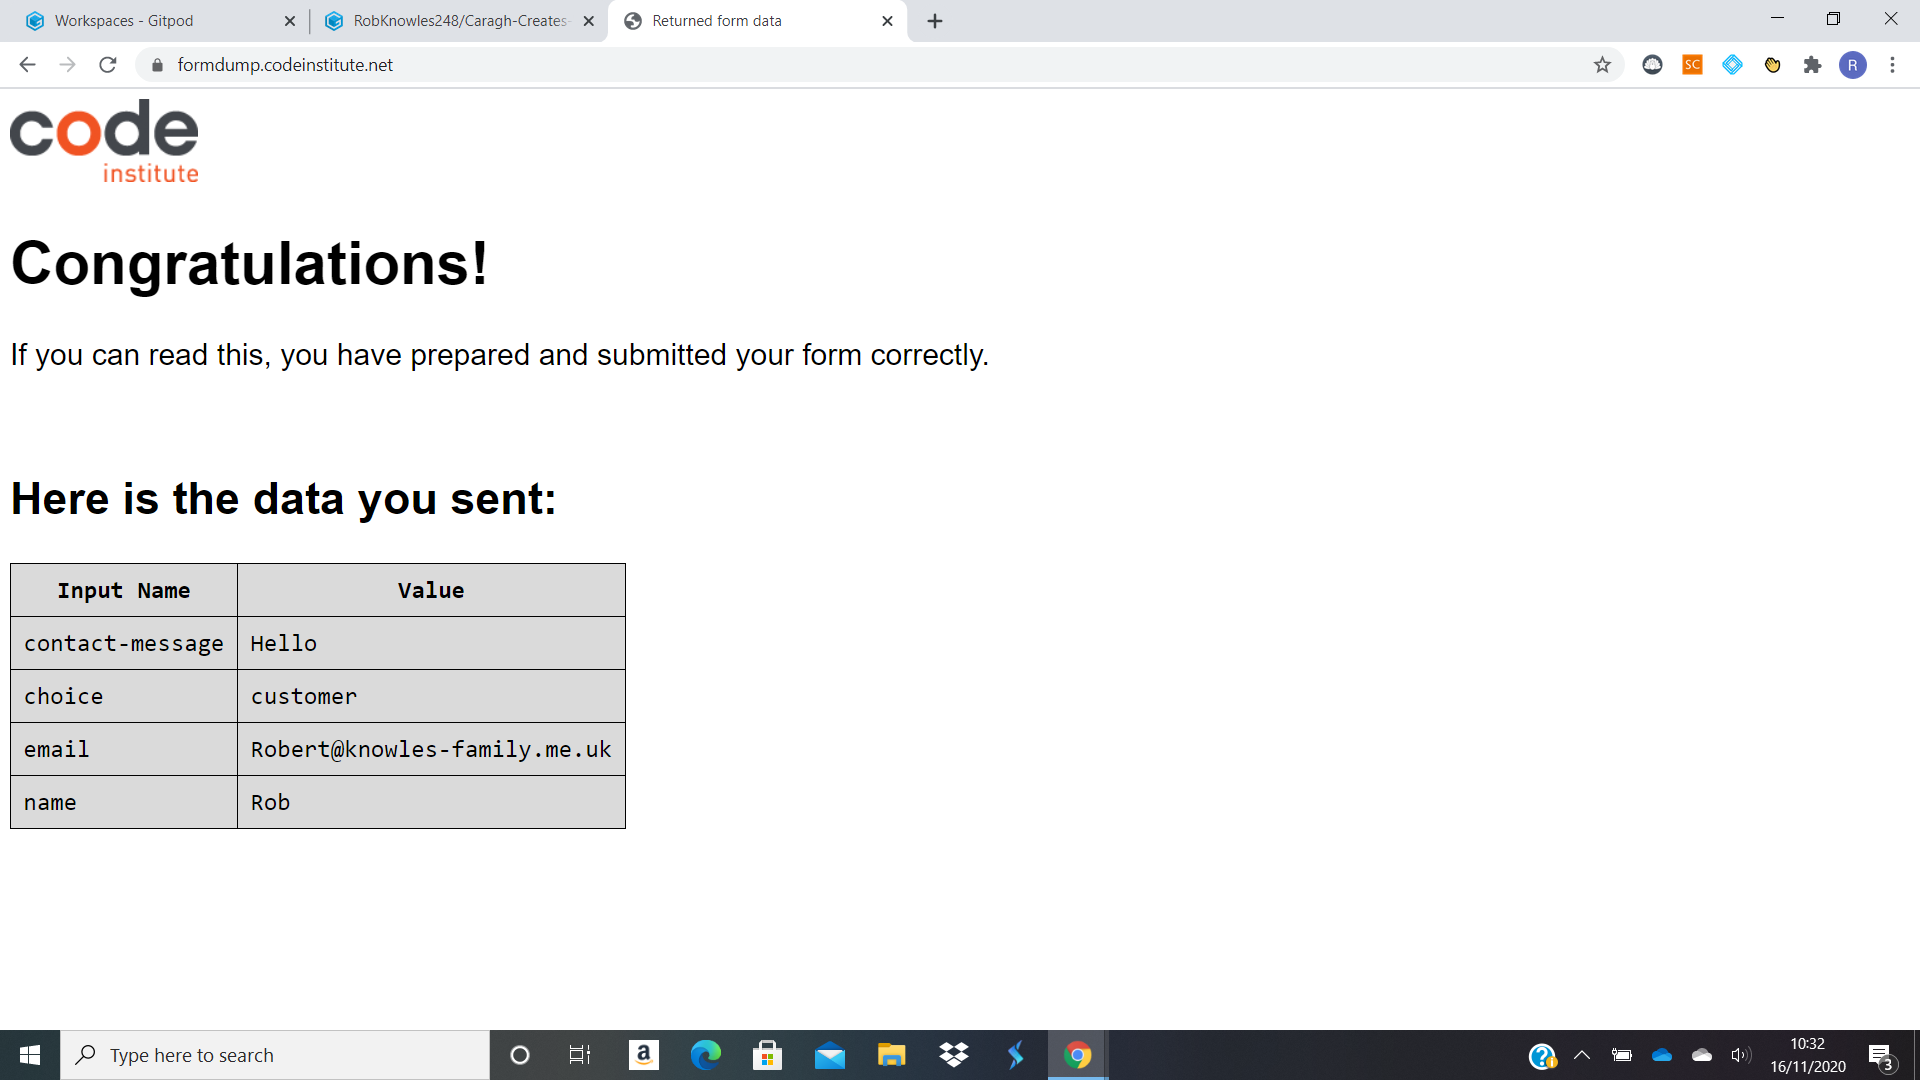 Workspaces - Gitpod
RobKnowles248/Caragh-Creates-
Returned form data
formdump.codeinstitute.net
SC
R
code
institute
Congratulations!
If you can read this, you have prepared and submitted your form correctly.
Here is the data you sent:
Input Name Value
contact-message Hello
choice customer
email Robert@knowles-family.me.uk
name Rob
Type here to search
a
10:32
16/11/2020
3